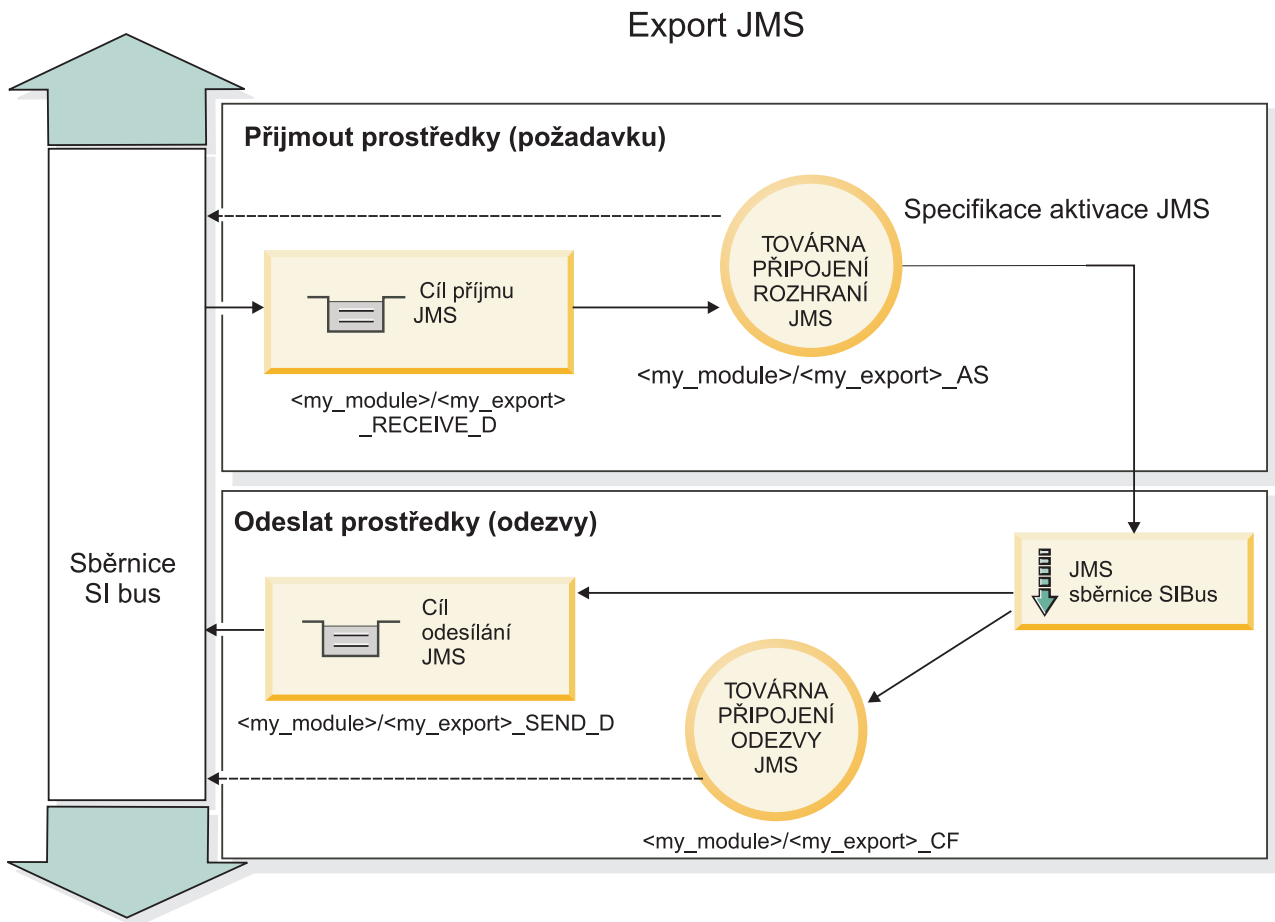 Export JMS
Přijmout prostředky (požadavku)
Specifikace aktivace JMS
TOVÁRNA
PŘIPOJENÍ
ROZHRANÍ
JMS
Cíl příjmu
JMS
<my_module>/<my_export>_AS
<my_module>/<my_export>
_RECEIVE_D
Odeslat prostředky (odezvy)
Sběrnice
SI bus
JMS
sběrnice SIBus
Cíl
odesílání
JMS
TOVÁRNA
PŘIPOJENÍ
ODEZVY
JMS
<my_module>/<my_export>_SEND_D
<my_module>/<my_export>_CF